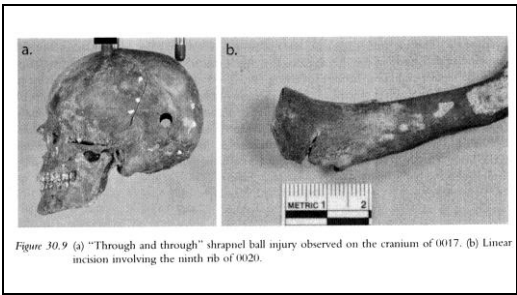 a.
b.
METRIC 1 2
Figure 30.9 (a) “Through and through” shrapnel ball injury observed on the cranium of 0017. (b) Linear
incision involving the ninth rib of 0020.